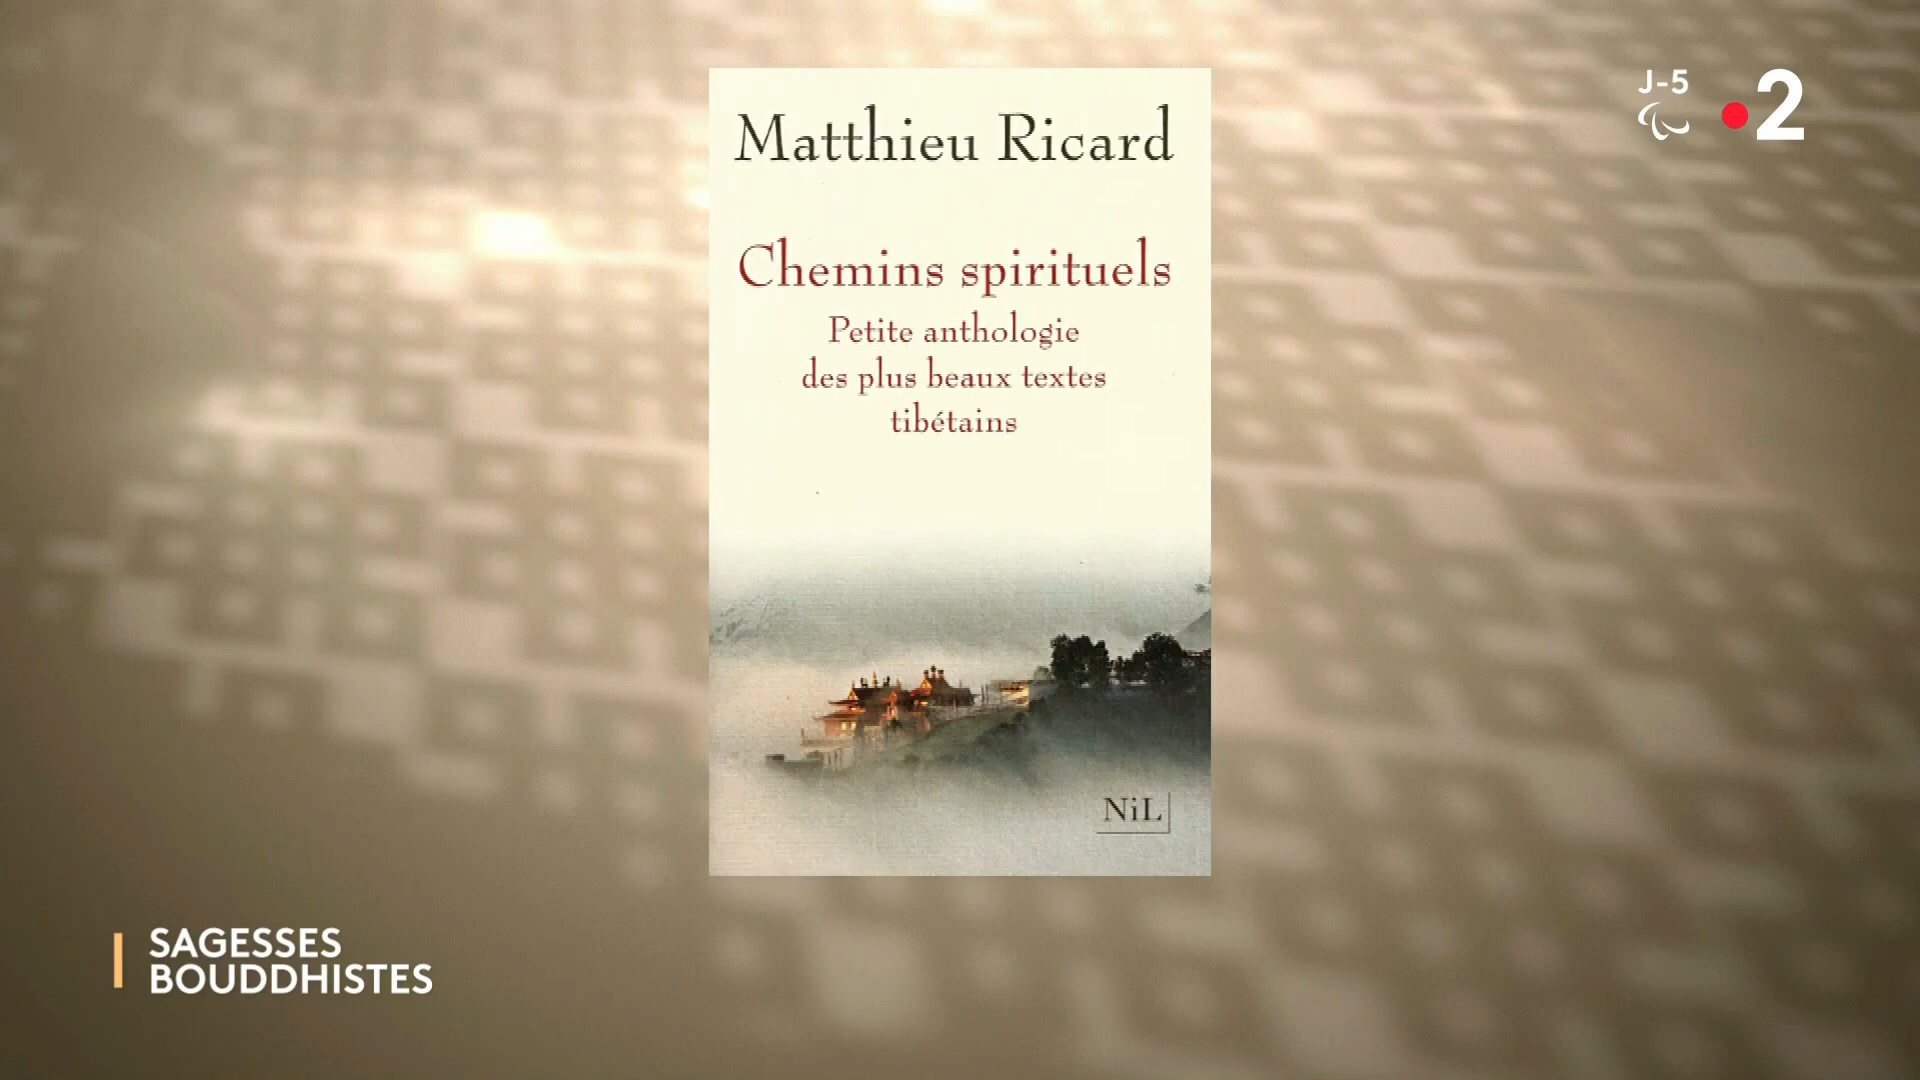 J-5
2
Matthieu Ricard
Chemins spirituels
Petite anthologie
des plus beaux textes
tibétains
NiL
SAGESSES
BOUDDHISTES